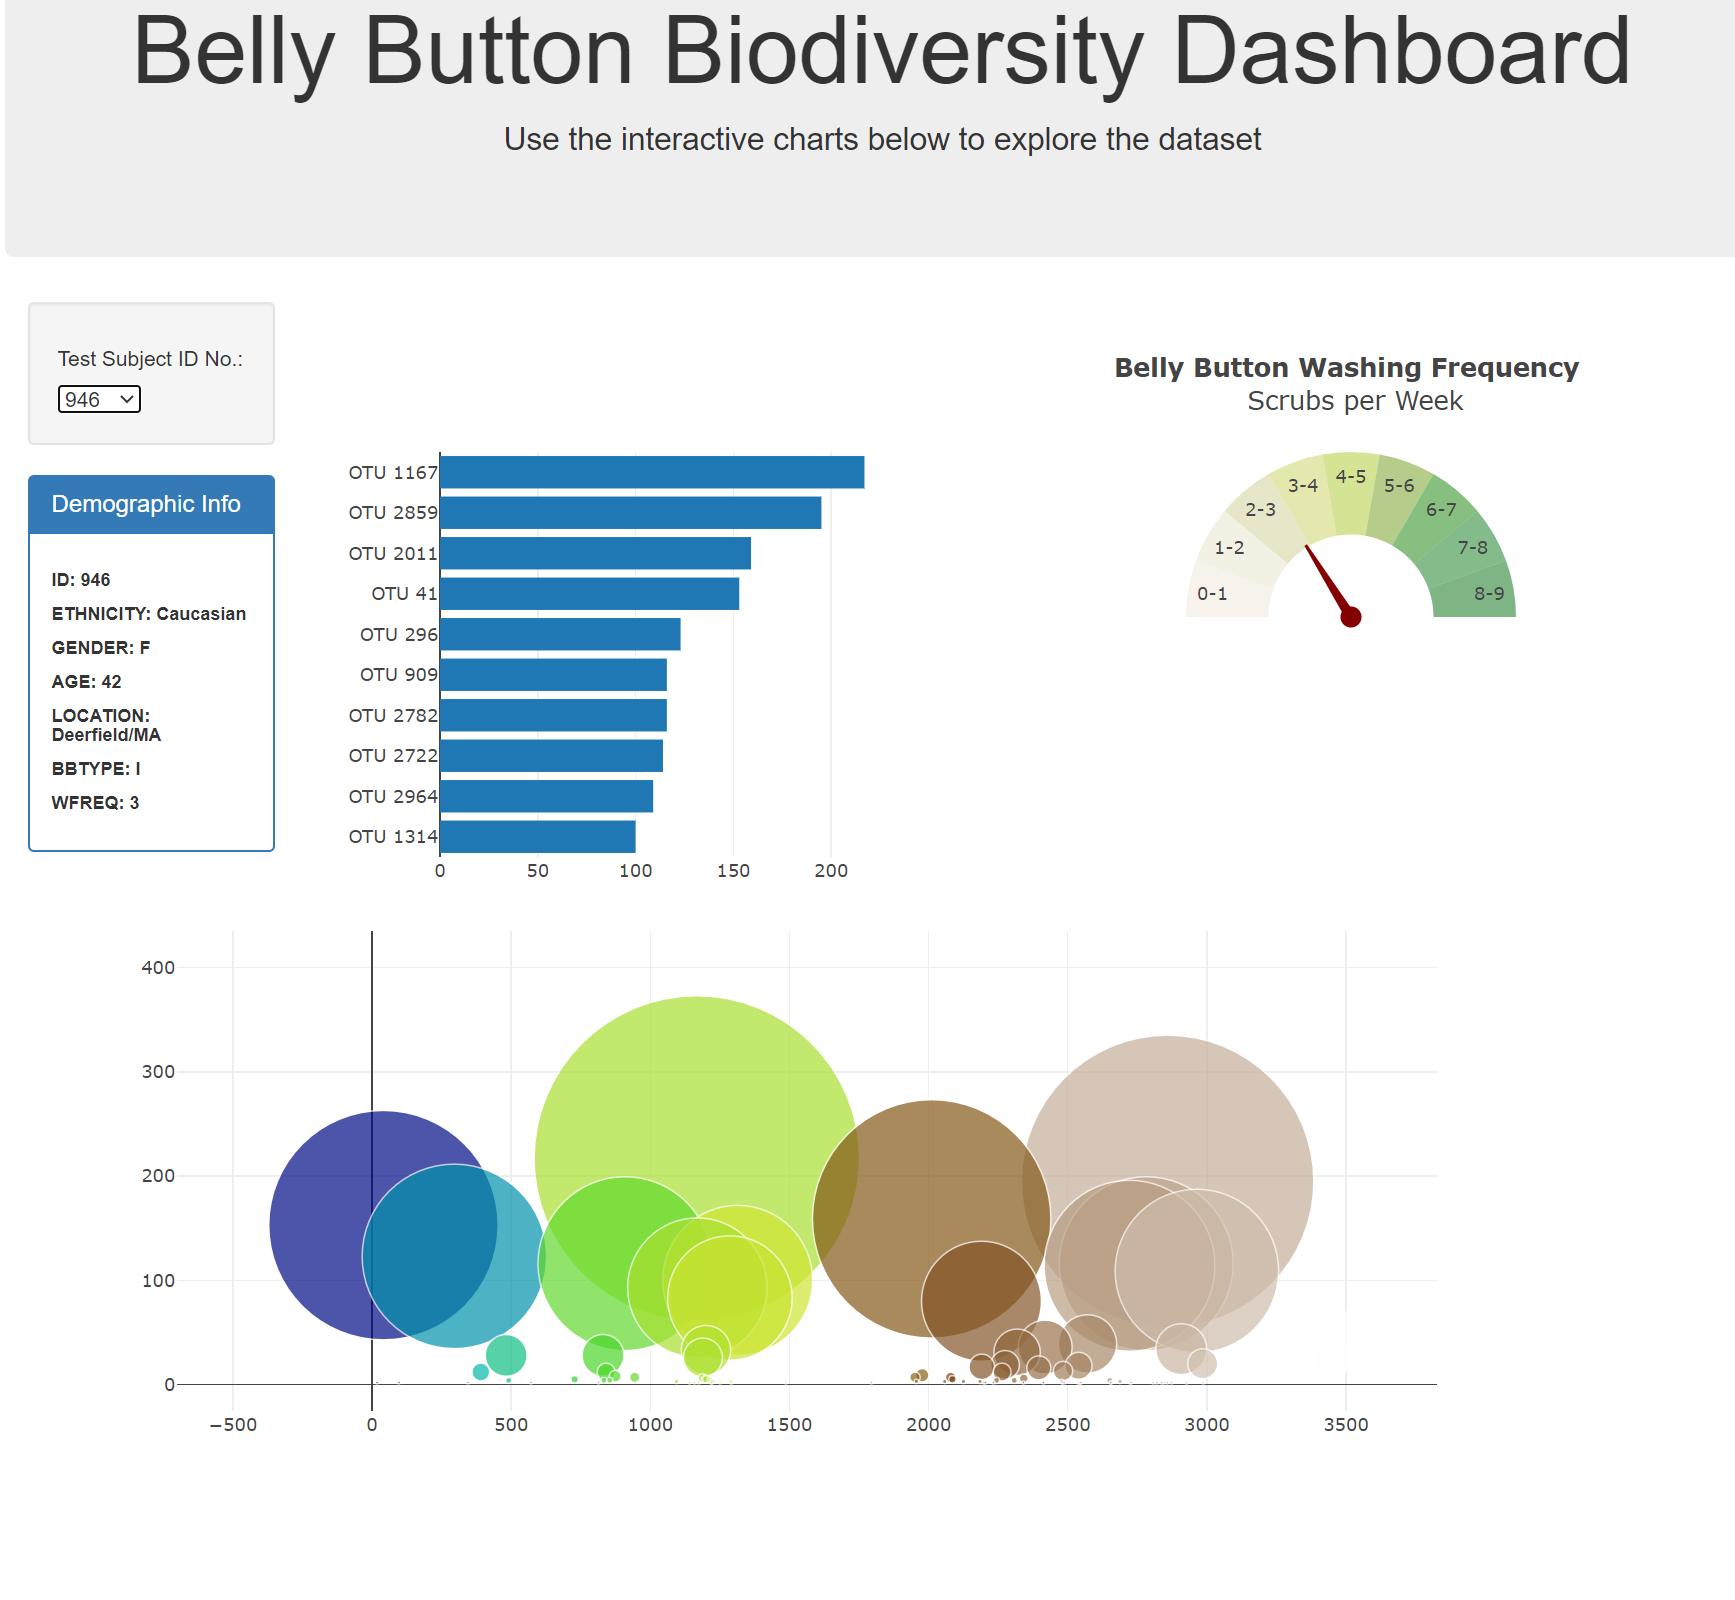 Belly Button Biodiversity Dashboard
Use the interactive charts below to explore the dataset
Test Subject ID No.:
946
Demographic Info
ID: 946
ETHNICITY: Caucasian
GENDER: F
AGE: 42
LOCATION:
Deerfield/MA
BBTYPE: I
WFREQ: 3
OTU 1167
OTU 2859
OTU 2011
OTU 41
OTU 296
OTU 909
OTU 2782
OTU 2722
OTU 2964
OTU 1314
0 50 100 150 200
Belly Button Washing Frequency
Scrubs per Week
0-1
1-2
2-3
3-4
4-5
5-6
6-7
7-8
8-9
400
300
200
100
0
−500 0 500 1000 1500 2000 2500 3000 3500